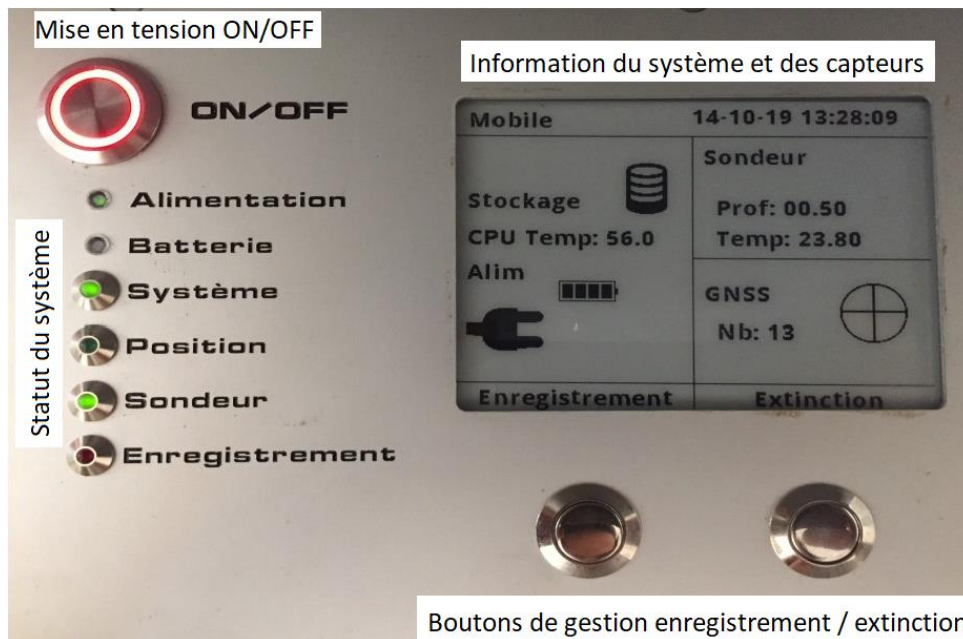 Mise en tension ON/OFF
ON/OFF
Alimentation
Batterie
Système
Position
Sondeur
Enregistrement
Statut du système
Information du système et des capteurs
Mobile 14-10-19 13:28:09
Stockage
CPU Temp: 56.0
Alim
Sondeur
Prof: 00.50
Temp: 23.80
GNSS
Nb: 13
Enregistrement Extinction
Boutons de gestion enregistrement / extinction